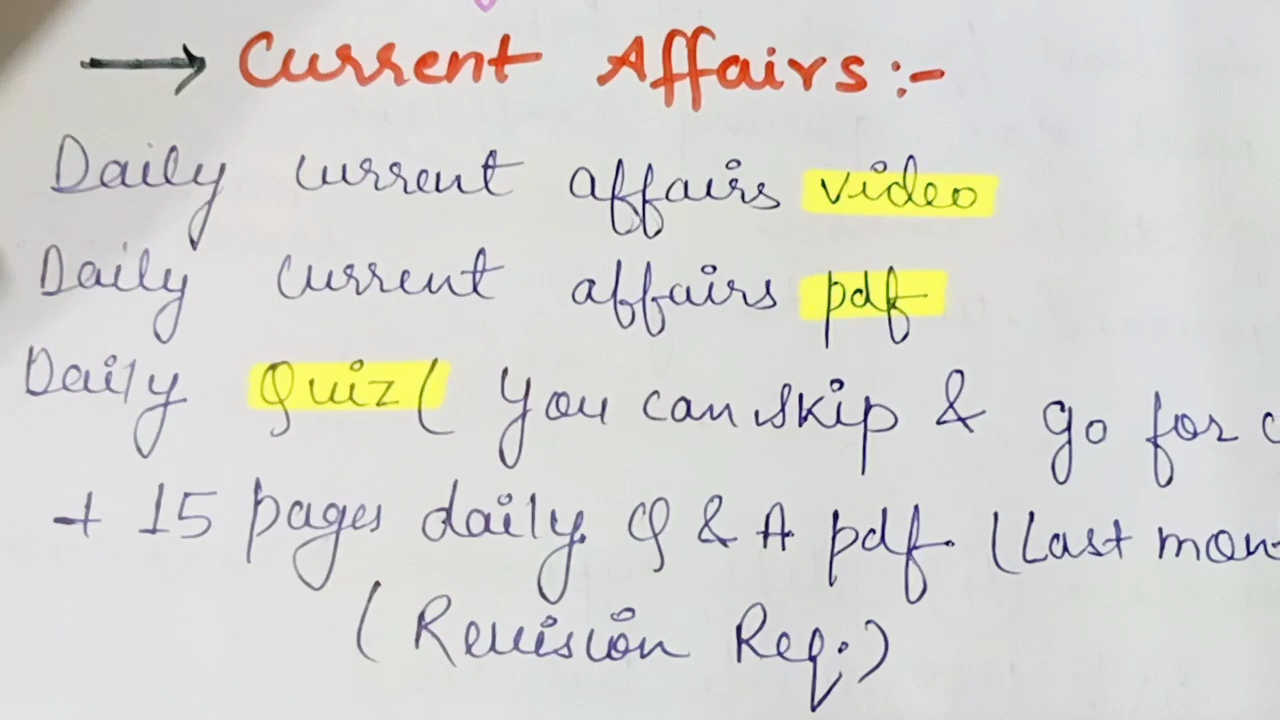 → Current Affairs :-
Daily current affairs video
Daily current affairs pdf
Daily Quiz ( You can skip & go for
+ 15 pages daily Q & A pdf (Last mon
( Revision Req.)